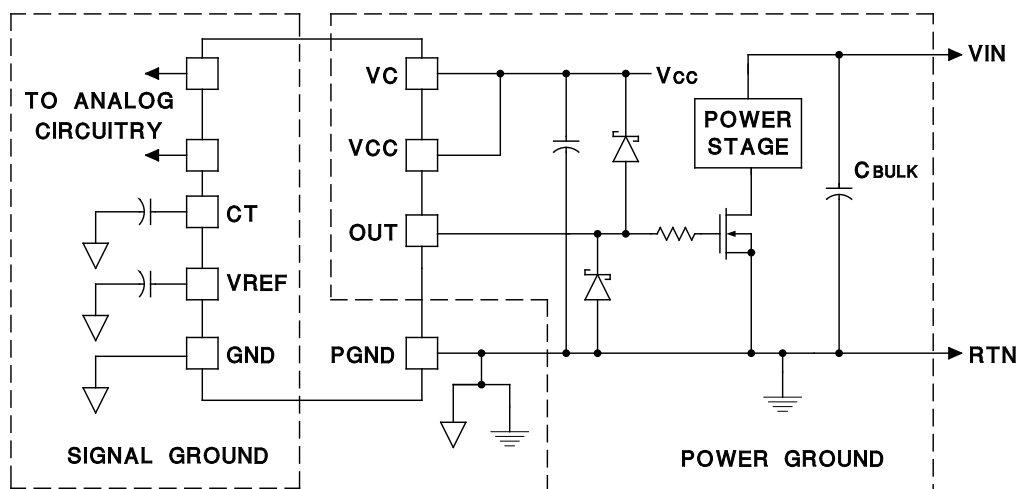 TO ANALOG
CIRCUITRY
CT
VREF
GND
SIGNAL GROUND
VC
VCC
OUT
PGND
Vcc
POWER
STAGE
CBULK
VIN
RTN
POWER GROUND